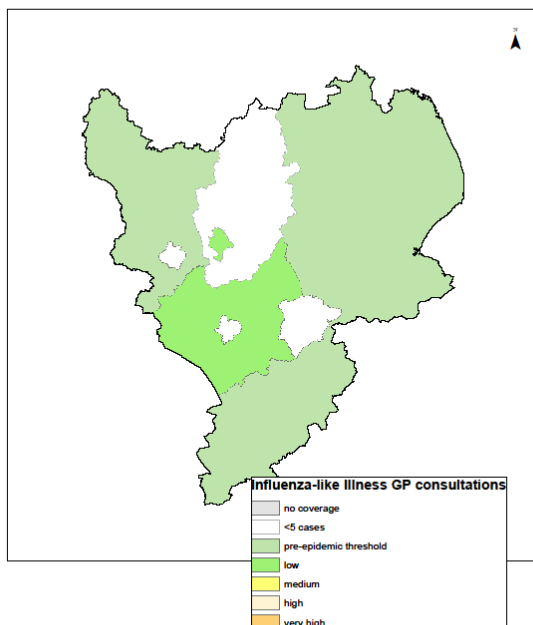 Influenza-like Illness GP consultations
no coverage
<5 cases
pre-epidemic threshold
low
medium
high
very high